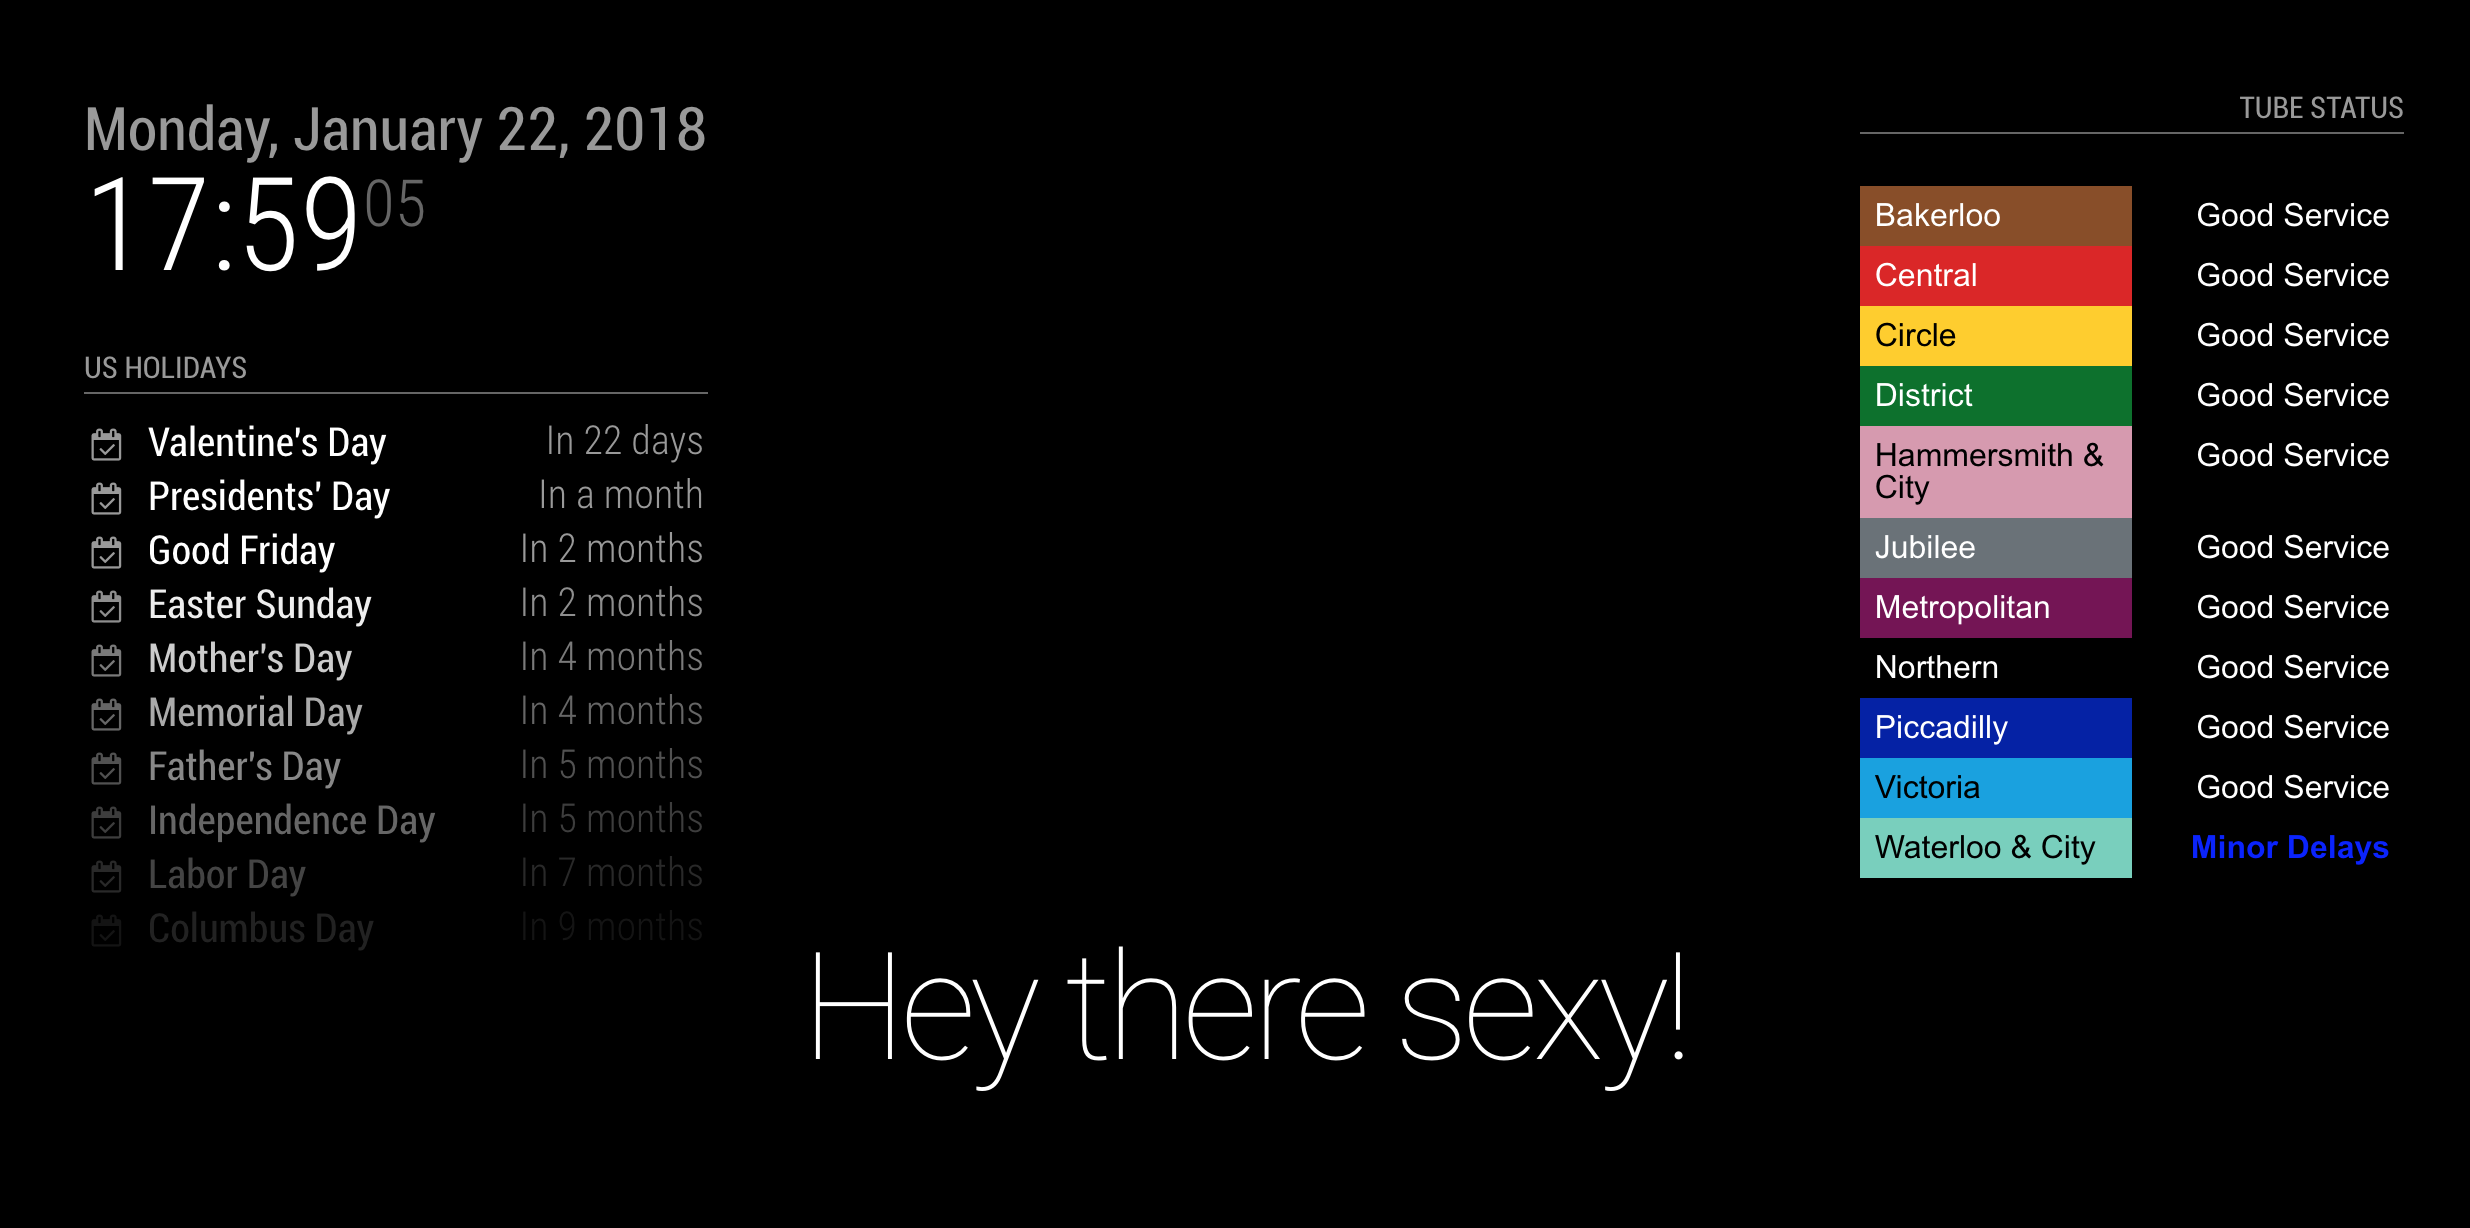 Monday, January 22, 2018
17:59 05
US HOLIDAYS
Valentine's Day In 22 days
Presidents' Day In a month
Good Friday In 2 months
Easter Sunday In 2 months
Mother's Day In 4 months
Memorial Day In 4 months
Father's Day In 5 months
Independence Day In 5 months
Labor Day In 7 months
Columbus Day In 9 months
TUBE STATUS
Bakerloo Good Service
Central Good Service
Circle Good Service
District Good Service
Hammersmith & Good Service
City
Jubilee Good Service
Metropolitan Good Service
Northern Good Service
Piccadilly Good Service
Victoria Good Service
Waterloo & City Minor Delays
Hey there sexy!